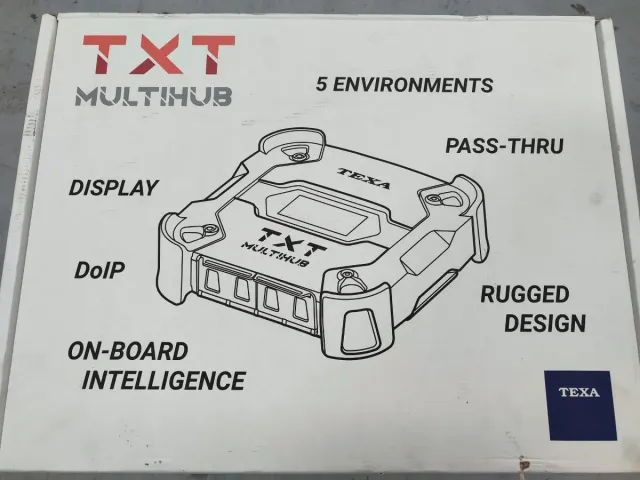 TXT
MULTIHUB
5 ENVIRONMENTS
PASS-THRU
DISPLAY
TEXA
TXT
MULTIHUB
DoIP
RUGGED
DESIGN
ON-BOARD
INTELLIGENCE
TEXA